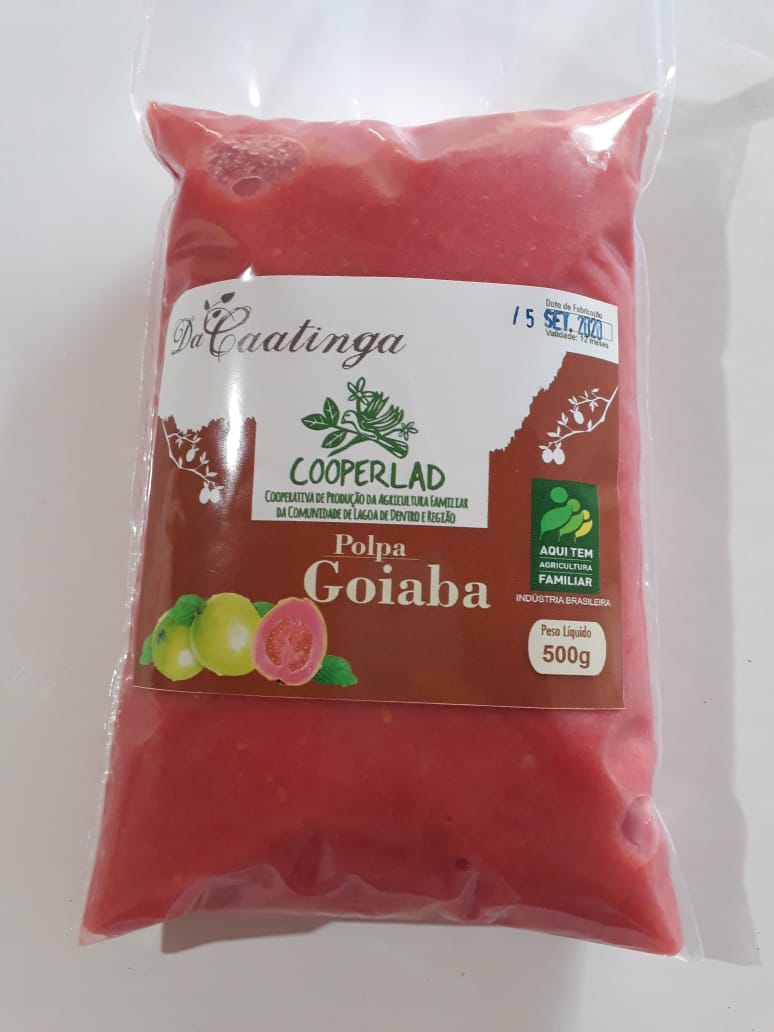 Da Caatinga
Data de Fabricação
15 SET. 2020
Validade: 12 meses
COOPERLAD
COOPERATIVA DE PRODUÇÃO DA AGRICULTURA FAMILIAR
DA COMUNIDADE DE LAGOA DE DENTRO E REGIÃO
Polpa
Goiaba
AQUI TEM
AGRICULTURA
FAMILIAR
INDÚSTRIA BRASILEIRA
Peso Líquido
500g